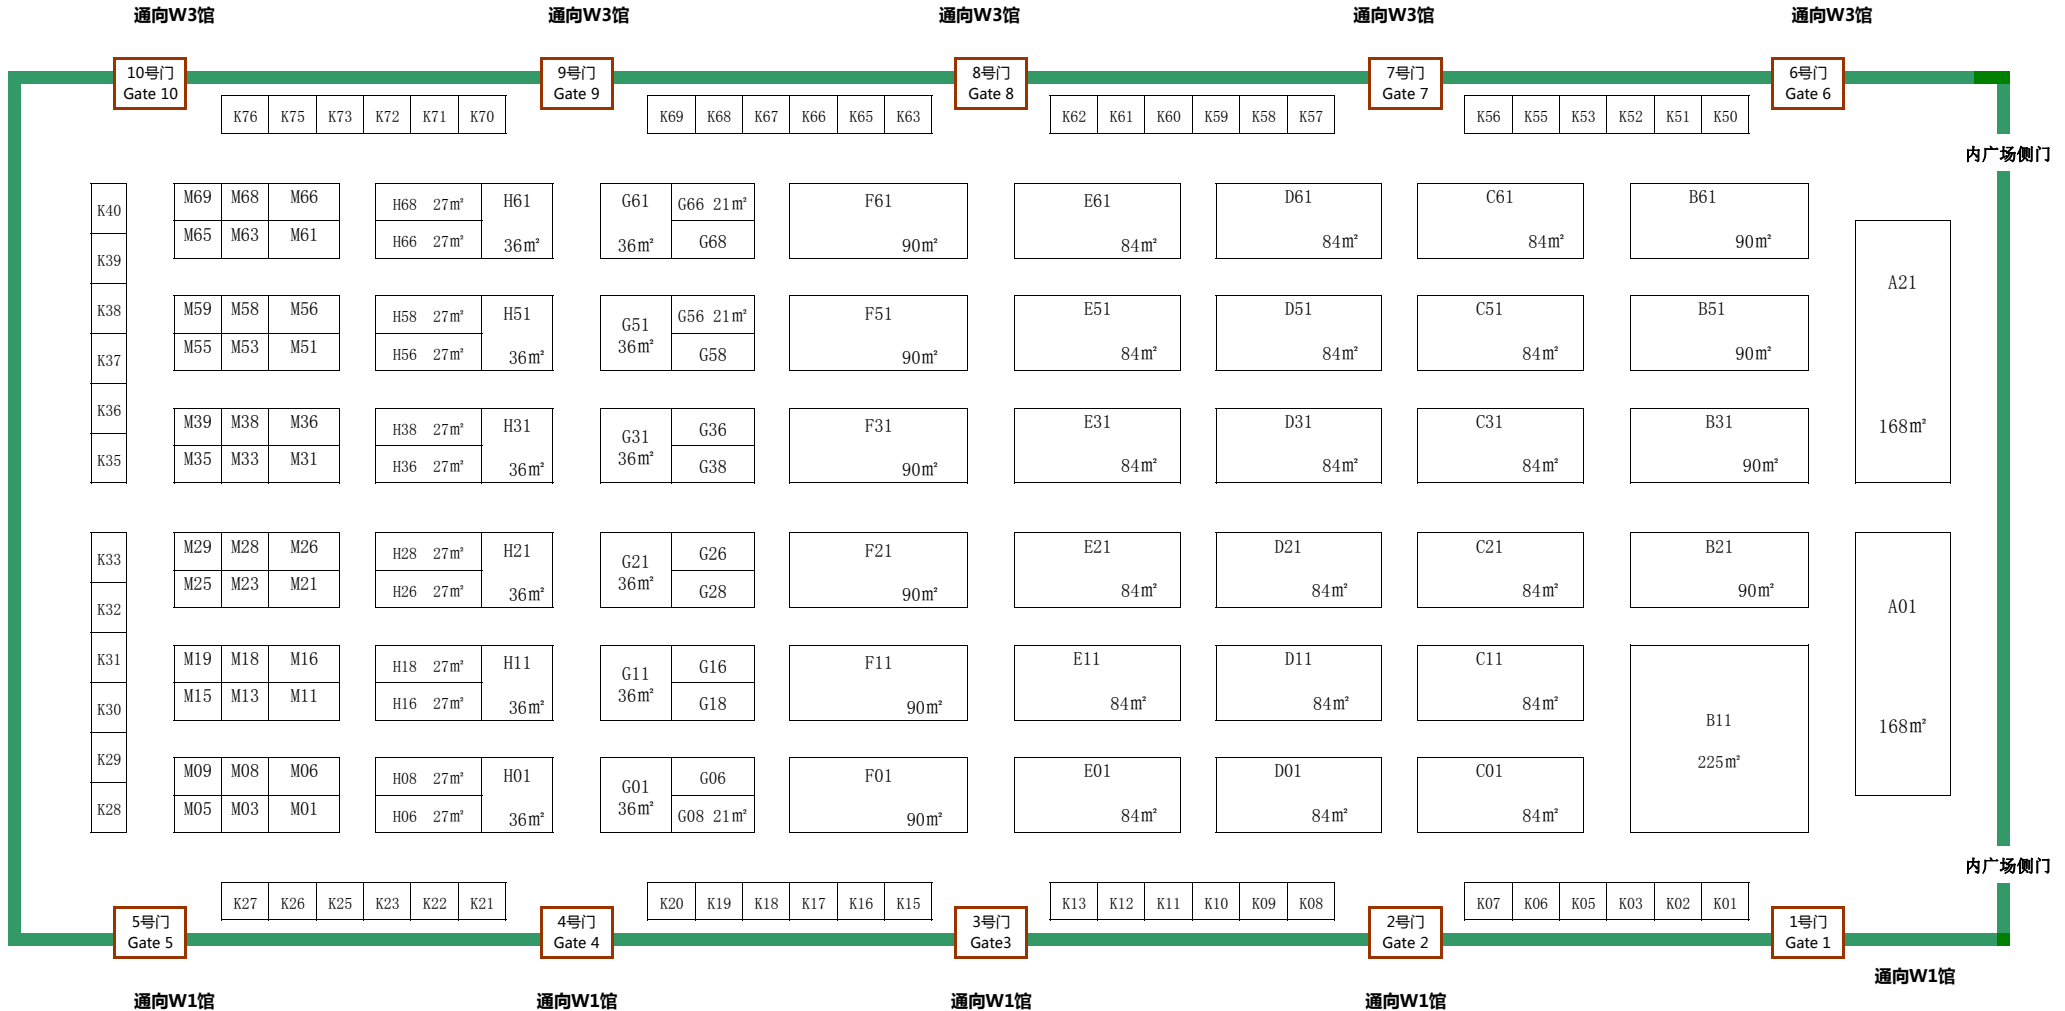 通向W3馆 通向W3馆 通向W3馆 通向W3馆 通向W3馆
10号门 9号门 8号门 7号门 6号门
Gate 10 Gate 9 Gate 8 Gate 7 Gate 6
K76 K75 K73 K72 K71 K70 K69 K68 K67 K66 K65 K63 K62 K61 K60 K59 K58 K57 K56 K55 K53 K52 K51 K50
内广场侧门
K40 M69 M68 M66 H68 27m² H61 G61 G66 21m² F61 E61 D61 C61 B61
M65 M63 M61 H66 27m² 36m² 36m² G68 90m² 84m² 84m² 84m² 90m²
K39 A21
K38 M59 M58 M56 H58 27m² H51 G51 G56 21m² F51 E51 D51 C51 B51
K37 M55 M53 M51 H56 27m² 36m² 36m² G58 90m² 84m² 84m² 84m² 90m²
K36 M39 M38 M36 H38 27m² H31 G31 G36 F31 E31 D31 C31 B31 168m²
K35 M35 M33 M31 H36 27m² 36m² 36m² G38 90m² 84m² 84m² 84m² 90m²
K33 M29 M28 M26 H28 27m² H21 G21 G26 F21 E21 D21 C21 B21
K32 M25 M23 M21 H26 27m² 36m² 36m² G28 90m² 84m² 84m² 84m² 90m² A01
K31 M19 M18 M16 H18 27m² H11 G11 G16 F11 E11 D11 C11
K30 M15 M13 M11 H16 27m² 36m² 36m² G18 90m² 84m² 84m² 84m² B11 168m²
K29 M09 M08 M06 H08 27m² H01 G01 G06 F01 E01 D01 C01 225m²
K28 M05 M03 M01 H06 27m² 36m² 36m² G08 21m² 90m² 84m² 84m² 84m²
内广场侧门
K27 K26 K25 K23 K22 K21 K20 K19 K18 K17 K16 K15 K13 K12 K11 K10 K09 K08 K07 K06 K05 K03 K02 K01
5号门 4号门 3号门 2号门 1号门
Gate 5 Gate 4 Gate3 Gate 2 Gate 1
通向W1馆 通向W1馆 通向W1馆 通向W1馆 通向W1馆